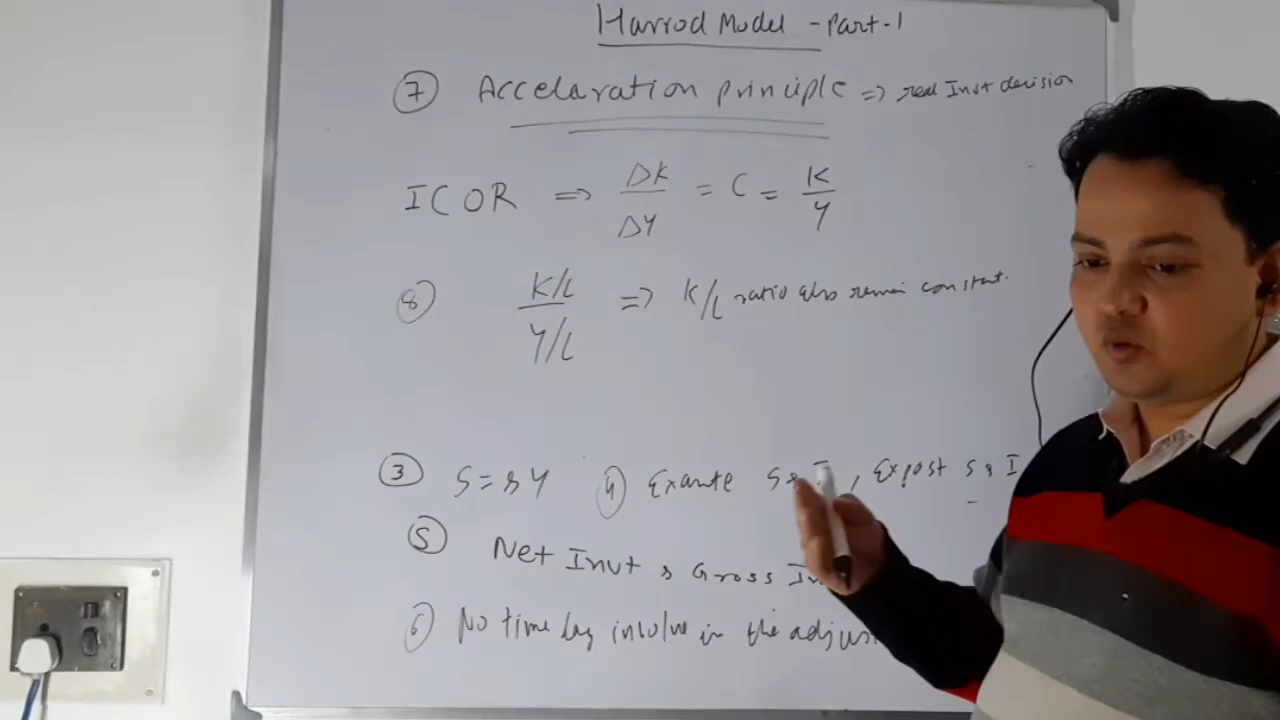 Harrod Model - Part-1
⑦ Accelaration principle => real Inst decision
ICOR => ΔK/ΔY = C = K/Y
⑧ K/L / Y/L => K/L ratio also remain constant.
③ S = sY ④ Exante S & I, Expost S & I
⑤ Net Invt & Gross
⑥ No time lag involve in the